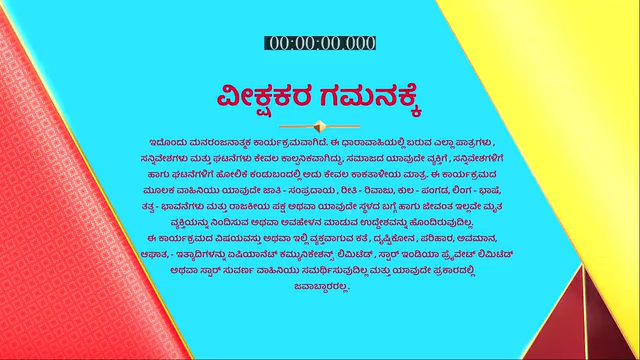 00:00:00.000
ವೀಕ್ಷಕರ ಗಮನಕ್ಕೆ
ಇದೊಂದು ಮನರಂಜನಾತ್ಮಕ ಕಾರ್ಯಕ್ರಮವಾಗಿದೆ. ಈ ಧಾರಾವಾಹಿಯಲ್ಲಿ ಬರುವ ಎಲ್ಲಾ ಪಾತ್ರಗಳು ,
ಸನ್ನಿವೇಶಗಳು ಮತ್ತು ಘಟನೆಗಳು ಕೇವಲ ಕಾಲ್ಪನಿಕವಾಗಿದ್ದು, ಸಮಾಜದ ಯಾವುದೇ ವ್ಯಕ್ತಿಗೆ , ಸನ್ನಿವೇಶಗಳಿಗೆ
ಹಾಗು ಘಟನೆಗಳಿಗೆ ಹೋಲಿಕೆ ಕಂಡುಬಂದಲ್ಲಿ ಅದು ಕೇವಲ ಕಾಕತಾಳೀಯ ಮಾತ್ರ. ಈ ಕಾರ್ಯಕ್ರಮದ
ಮೂಲಕ ವಾಹಿನಿಯು ಯಾವುದೇ ಜಾತಿ - ಸಂಪ್ರದಾಯ , ರೀತಿ - ರಿವಾಜು, ಕುಲ - ಪಂಗಡ, ಲಿಂಗ - ಭಾಷೆ,
ತತ್ವ - ಭಾವನೆಗಳು ಮತ್ತು ರಾಜಕೀಯ ಪಕ್ಷ ಅಥವಾ ಯಾವುದೇ ಸ್ಥಳದ ಬಗ್ಗೆ ಹಾಗು ಜೀವಂತ ಇಲ್ಲವೇ ಮೃತ
ವ್ಯಕ್ತಿಯನ್ನು ನಿಂದಿಸುವ ಅಥವಾ ಅವಹೇಳನ ಮಾಡುವ ಉದ್ದೇಶವನ್ನು ಹೊಂದಿರುವುದಿಲ್ಲ.
ಈ ಕಾರ್ಯಕ್ರಮದ ವಿಷಯವಸ್ತು ಅಥವಾ ಇಲ್ಲಿ ವ್ಯಕ್ತವಾಗುವ ಕತೆ , ದೃಷ್ಟಿಕೋನ , ಪರಿಹಾರ, ಅವಮಾನ,
ಆಘಾತ, - ಇತ್ಯಾದಿಗಳನ್ನು ಏಷಿಯಾನೆಟ್ ಕಮ್ಯುನಿಕೇಶನ್ಸ್ ಲಿಮಿಟೆಡ್ , ಸ್ಟಾರ್ ಇಂಡಿಯಾ ಪ್ರೈವೇಟ್ ಲಿಮಿಟೆಡ್
ಅಥವಾ ಸ್ಟಾರ್ ಸುವರ್ಣ ವಾಹಿನಿಯು ಸಮರ್ಥಿಸುವುದಿಲ್ಲ ಮತ್ತು ಯಾವುದೇ ಪ್ರಕಾರದಲ್ಲಿ
ಜವಾಬ್ದಾರರಲ್ಲ.